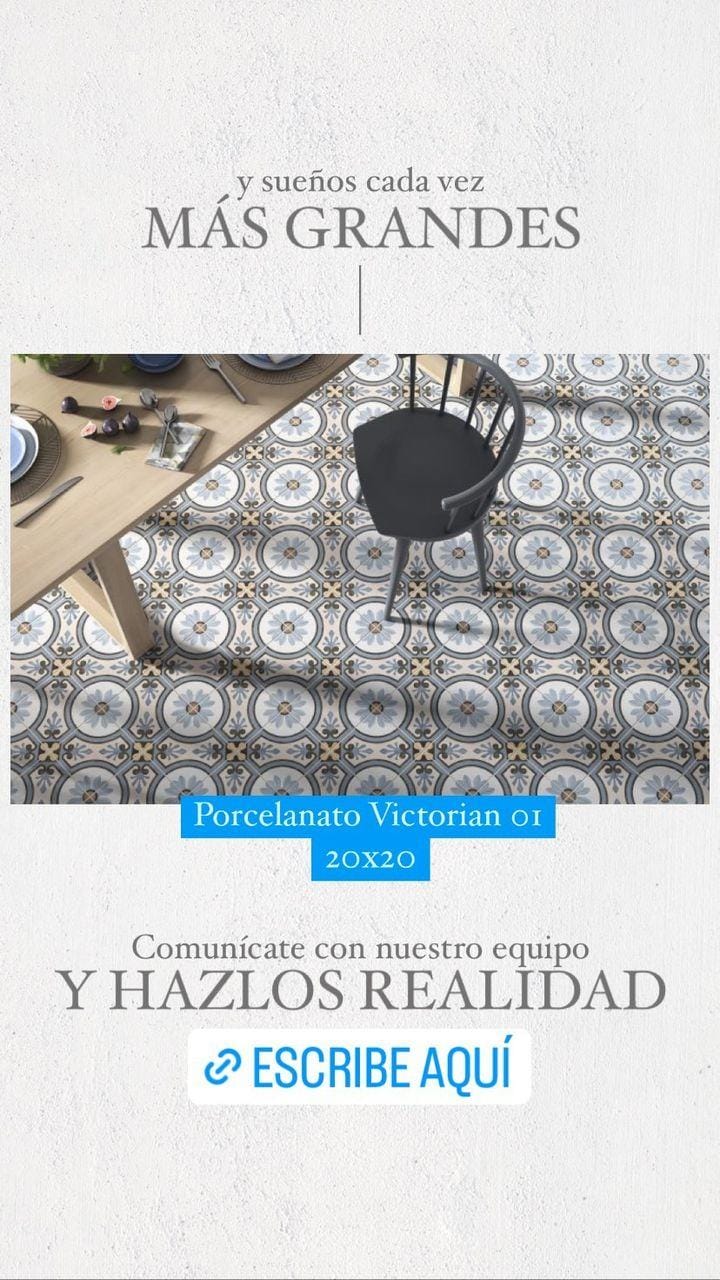 y sueños cada vez
MÁS GRANDES
Porcelanato Victorian 01
20x20
Comunícate con nuestro equipo
Y HAZLOS REALIDAD
ESCRIBE AQUÍ